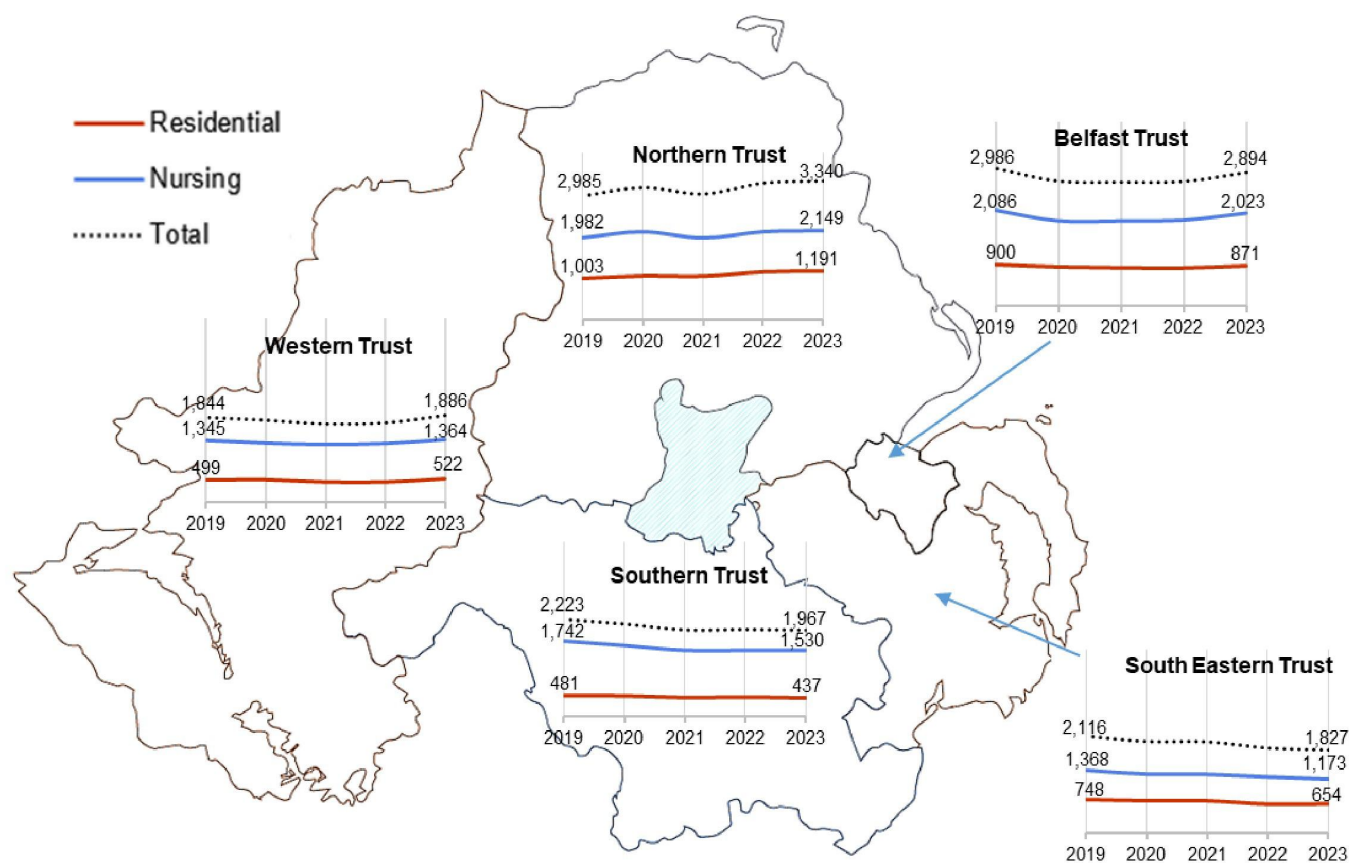 Residential
Nursing
Total
Northern Trust
2,985
3,340
1,982
2,149
1,003
1,191
2019 2020 2021 2022 2023
Belfast Trust
2,986
2,894
2,086
2,023
900
871
2019 2020 2021 2022 2023
Western Trust
1,844
1,886
1,345
1,364
499
522
2019 2020 2021 2022 2023
Southern Trust
2,223
1,967
1,742
1,530
481
437
2019 2020 2021 2022 2023
South Eastern Trust
2,116
1,827
1,368
1,173
748
654
2019 2020 2021 2022 2023